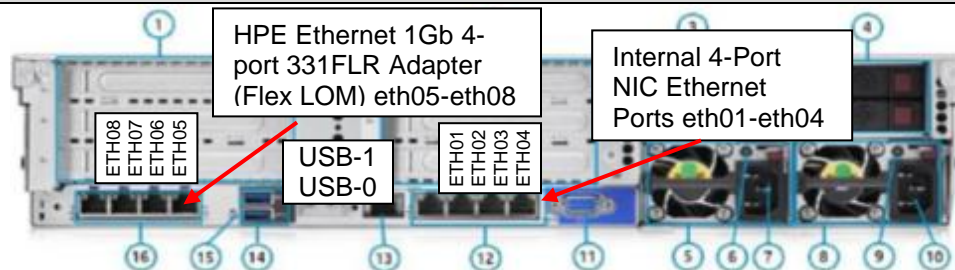 1
3
4
HPE Ethernet 1Gb 4-
port 331FLR Adapter
(Flex LOM) eth05-eth08
Internal 4-Port
NIC Ethernet
Ports eth01-eth04
ETH08
ETH07
ETH06
ETH05
USB-1
USB-0
ETH01
ETH02
ETH03
ETH04
16
15
14
13
12
11
5
6
7
8
9
10